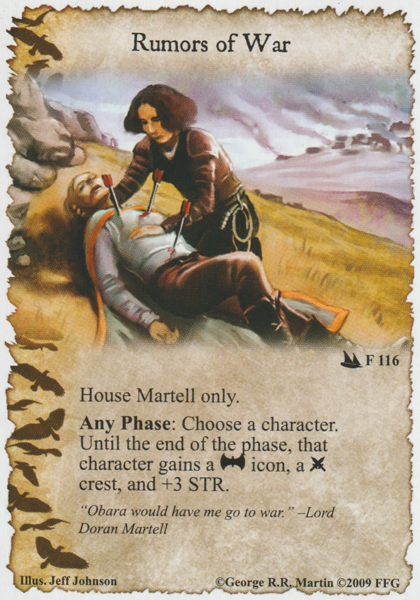 Rumors of War
F 116
House Martell only.
Any Phase: Choose a character.
Until the end of the phase, that
character gains a icon, a
crest, and +3 STR.
"Obara would have me go to war." –Lord
Doran Martell
Illus. Jeff Johnson ©George R.R. Martin ©2009 FFG